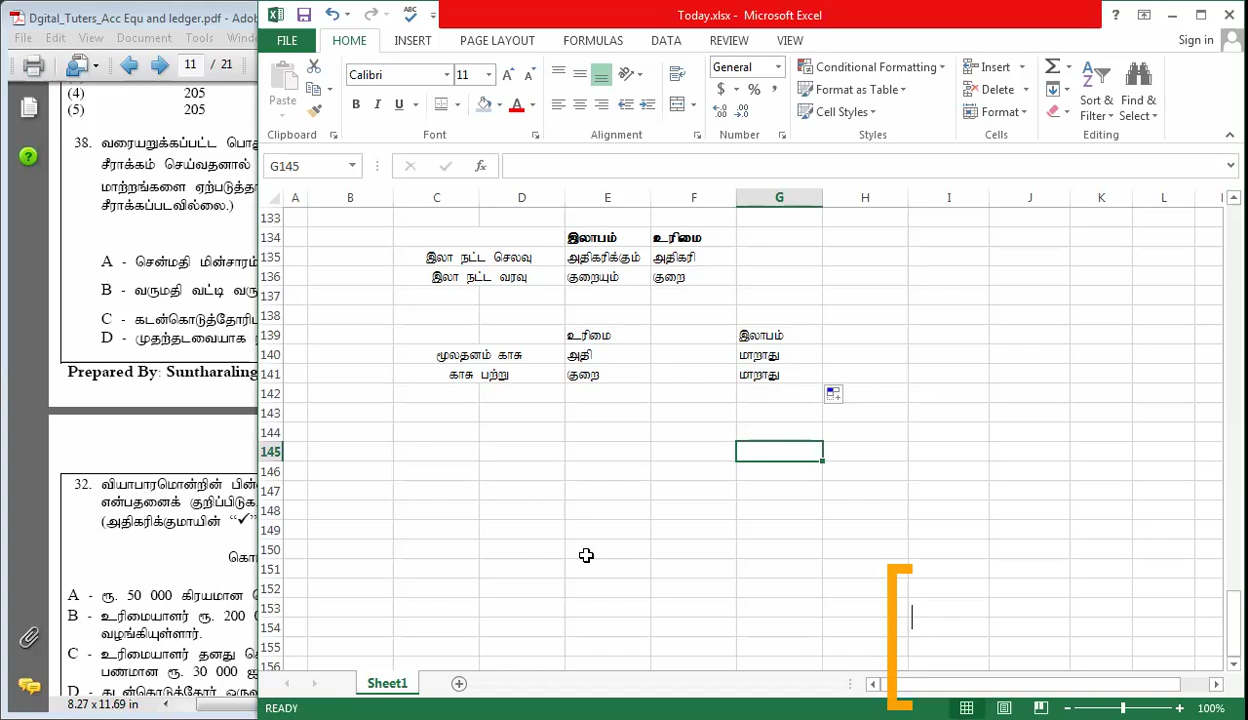 Dgital_Tuters_Acc Equ and ledger.pdf - Adob
File Edit View Document Tools Windo
11 / 21
(4) 205
(5) 205
38. வரையறுக்கப்பட்ட
சீராக்கம் செய்வதனால்
மாற்றங்களை
சீராக்கப்படவில்லை.)
A - சென்மதி மின்சாரம்
B - வருமதி வட்டி
C -
D - முதற்தடவையாக
Prepared By: Suntharaling
32. வியாபாரமொன்றின்
என்பதனைக்
(அதிகரிக்குமாயின் "✓"
A - ரூ. 50 000 கிரயமான
B - உரிமையாளர் ரூ. 200
வழங்கியுள்ளார்.
C - உரிமையாளர் தனது
பணமான ரூ. 30 000
D - கடன்கொடுத்தோர்
8.27 x 11.69 in
Today.xlsx - Microsoft Excel
Sign in
FILE HOME INSERT PAGE LAYOUT FORMULAS DATA REVIEW VIEW
Paste Calibri 11 General Conditional Formatting Insert
Format as Table Delete Sort & Find &
Cell Styles Format Filter Select
Clipboard Font Alignment Number Styles Cells Editing
G145
A B C D E F G H I J K L
133
134 இலாபம் உரிமை
135 இலா நட்ட செலவு அதிகரிக்கும் அதிகரி
136 இலா நட்ட வரவு குறையும் குறை
137
138
139 உரிமை இலாபம்
140 மூலதனம் காசு அதி மாறாது
141 காசு பற்று குறை மாறாது
142
143
144
145
146
147
148
149
150
151
152
153
154
155
156
Sheet1
READY
100%